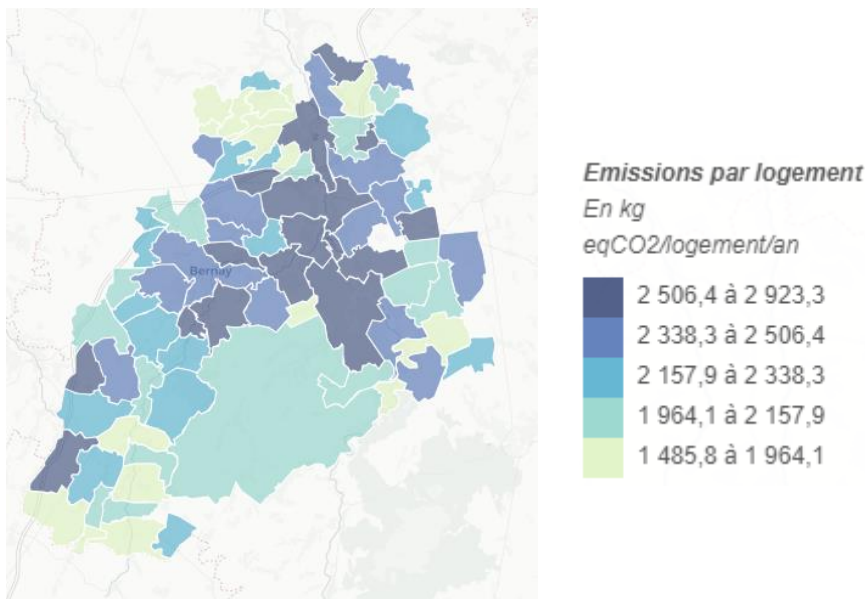 Bernay
Emissions par logement
En kg
eqCO2/logement/an
2 506,4 à 2 923,3
2 338,3 à 2 506,4
2 157,9 à 2 338,3
1 964,1 à 2 157,9
1 485,8 à 1 964,1